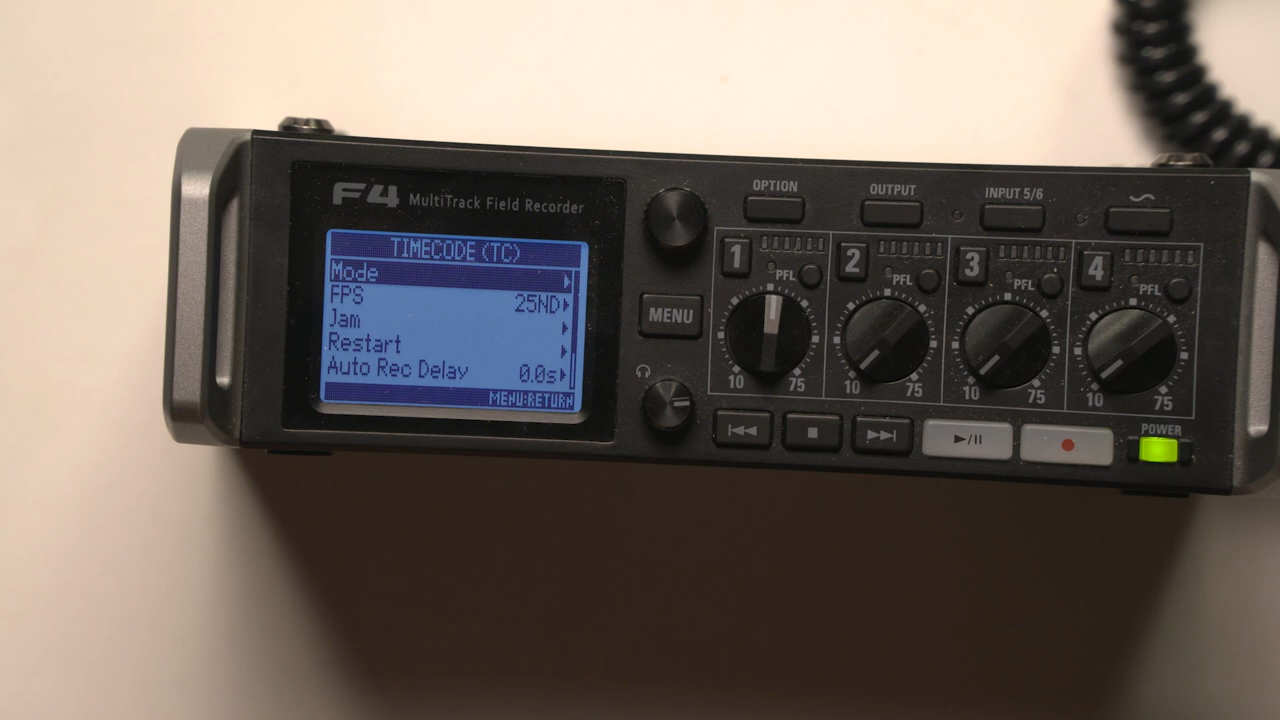 F4 MultiTrack Field Recorder
TIMECODE (TC)
Mode
FPS 25ND
Jam
Restart
Auto Rec Delay 0.0s
MENU:RETURN
MENU
OPTION
OUTPUT
INPUT 5/6
1 PFL
2 PFL
3 PFL
4 PFL
10 75
10 75
10 75
10 75
POWER